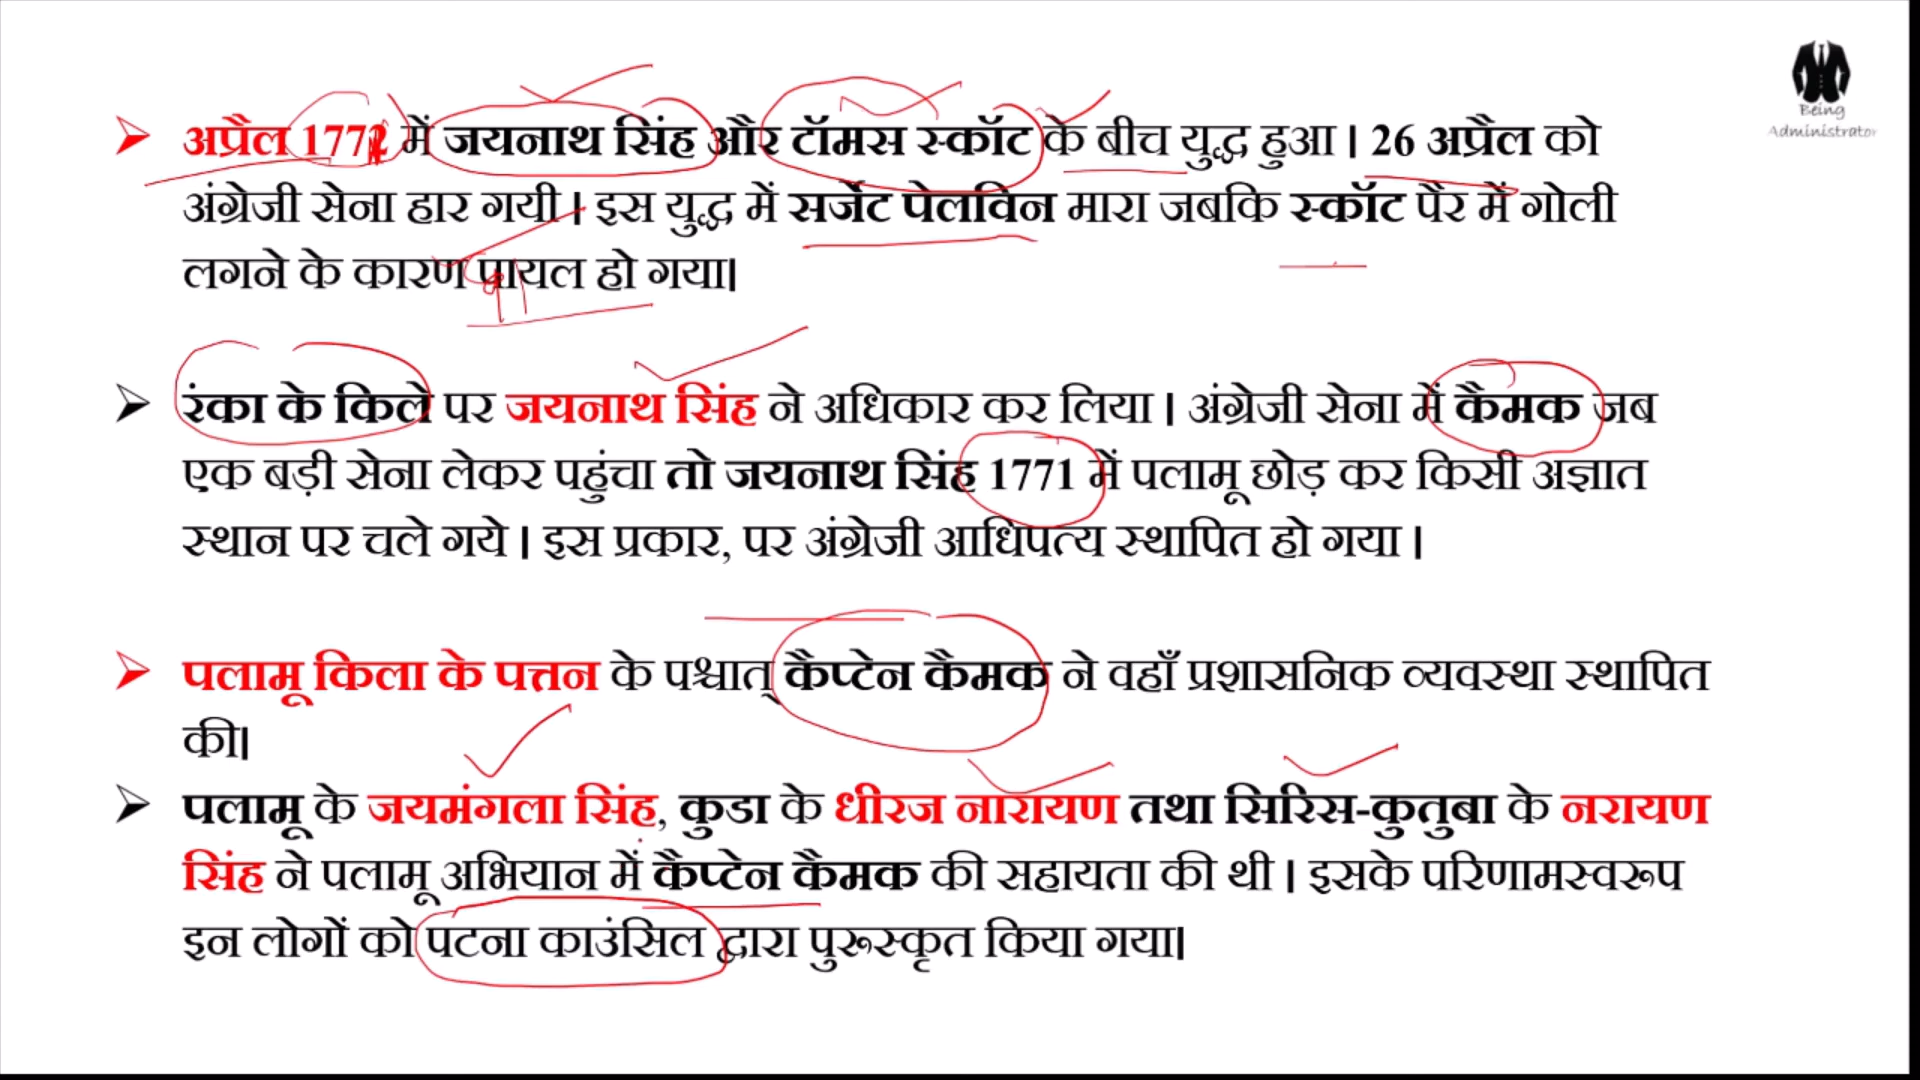 Being
Administrator
➢ अप्रैल 1771 में जयनाथ सिंह और टॉमस स्कॉट के बीच युद्ध हुआ । 26 अप्रैल को
अंग्रेजी सेना हार गयी । इस युद्ध में सर्जेट पेलविन मारा जबकि स्कॉट पैर में गोली
लगने के कारण घायल हो गया।
➢ रंका के किले पर जयनाथ सिंह ने अधिकार कर लिया । अंग्रेजी सेना में कैमक जब
एक बड़ी सेना लेकर पहुंचा तो जयनाथ सिंह 1771 में पलामू छोड़ कर किसी अज्ञात
स्थान पर चले गये । इस प्रकार, पर अंग्रेजी आधिपत्य स्थापित हो गया ।
➢ पलामू किला के पत्तन के पश्चात् कैप्टेन कैमक ने वहाँ प्रशासनिक व्यवस्था स्थापित
की।
➢ पलामू के जयमंगला सिंह, कुडा के धीरज नारायण तथा सिरिस-कुतुबा के नरायण
सिंह ने पलामू अभियान में कैप्टेन कैमक की सहायता की थी । इसके परिणामस्वरूप
इन लोगों को पटना काउंसिल द्वारा पुरूस्कृत किया गया।